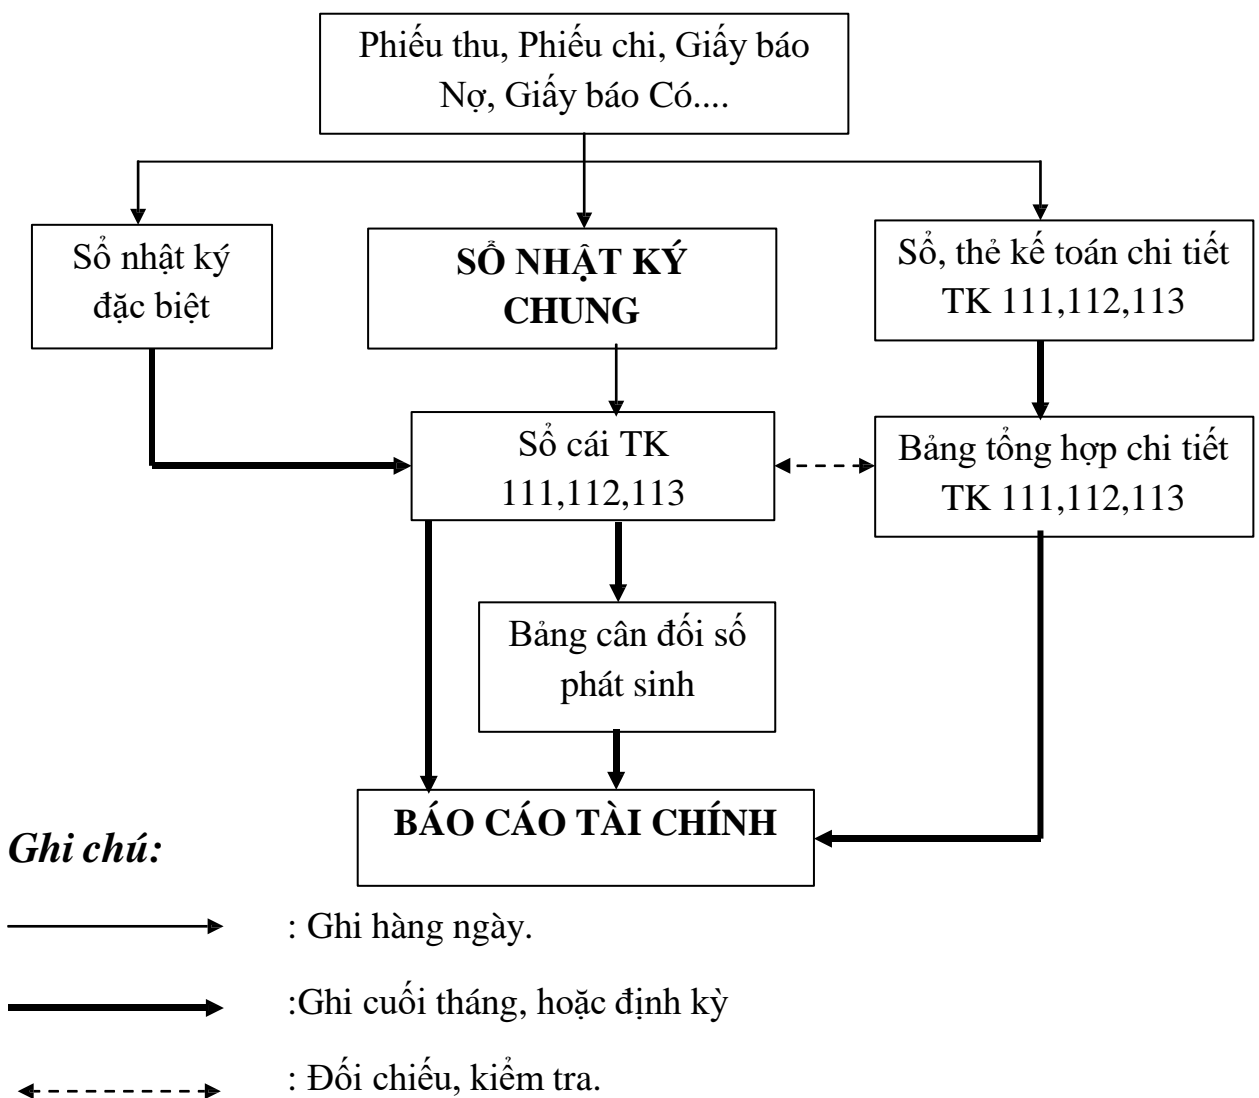 Phiếu thu, Phiếu chi, Giấy báo
Nợ, Giấy báo Có....
Sổ nhật ký
đặc biệt
SỔ NHẬT KÝ
CHUNG
Sổ, thẻ kế toán chi tiết
TK 111,112,113
Sổ cái TK
111,112,113
Bảng tổng hợp chi tiết
TK 111,112,113
Bảng cân đối số
phát sinh
BÁO CÁO TÀI CHÍNH
Ghi chú:
: Ghi hàng ngày.
:Ghi cuối tháng, hoặc định kỳ
: Đối chiếu, kiểm tra.